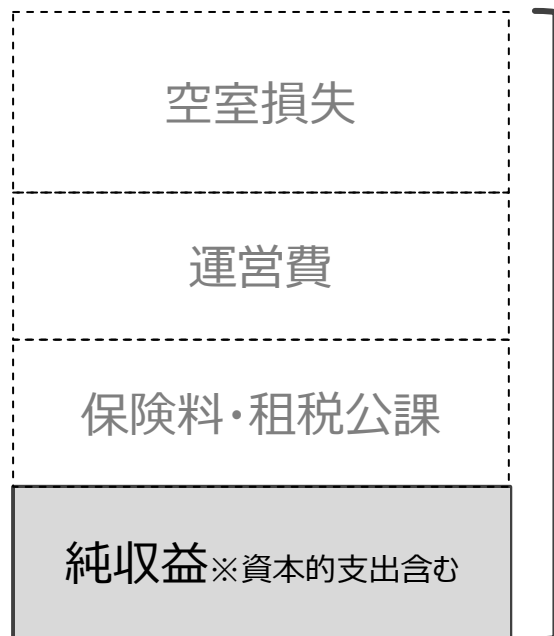 空室損失
運営費
保険料・租税公課
純収益※資本的支出含む